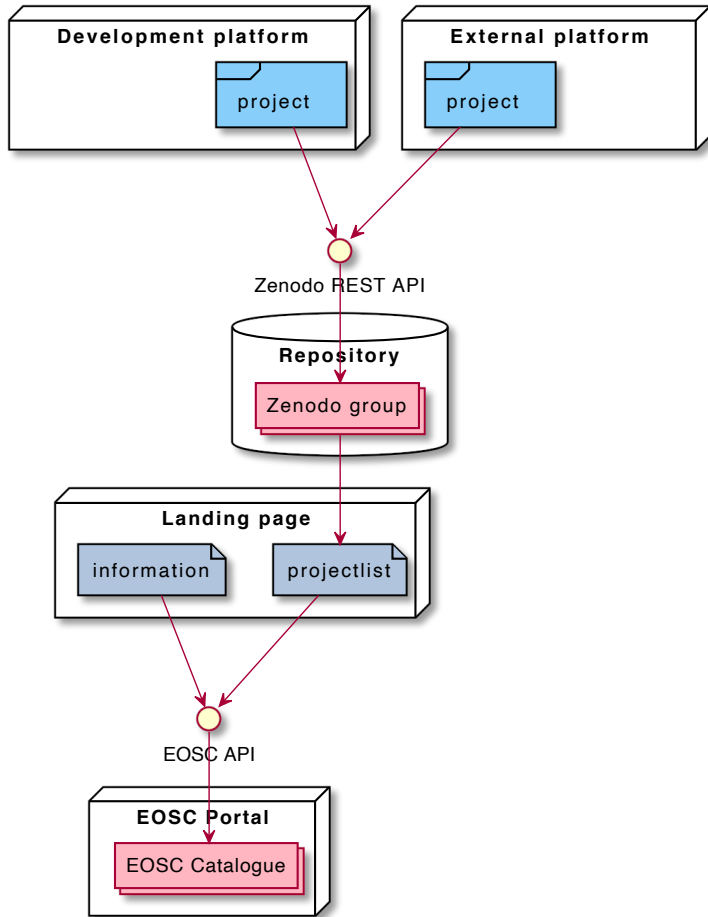 Development platform
External platform
project
project
Zenodo REST API
Repository
Zenodo group
Landing page
information
projectlist
EOSC API
EOSC Portal
EOSC Catalogue